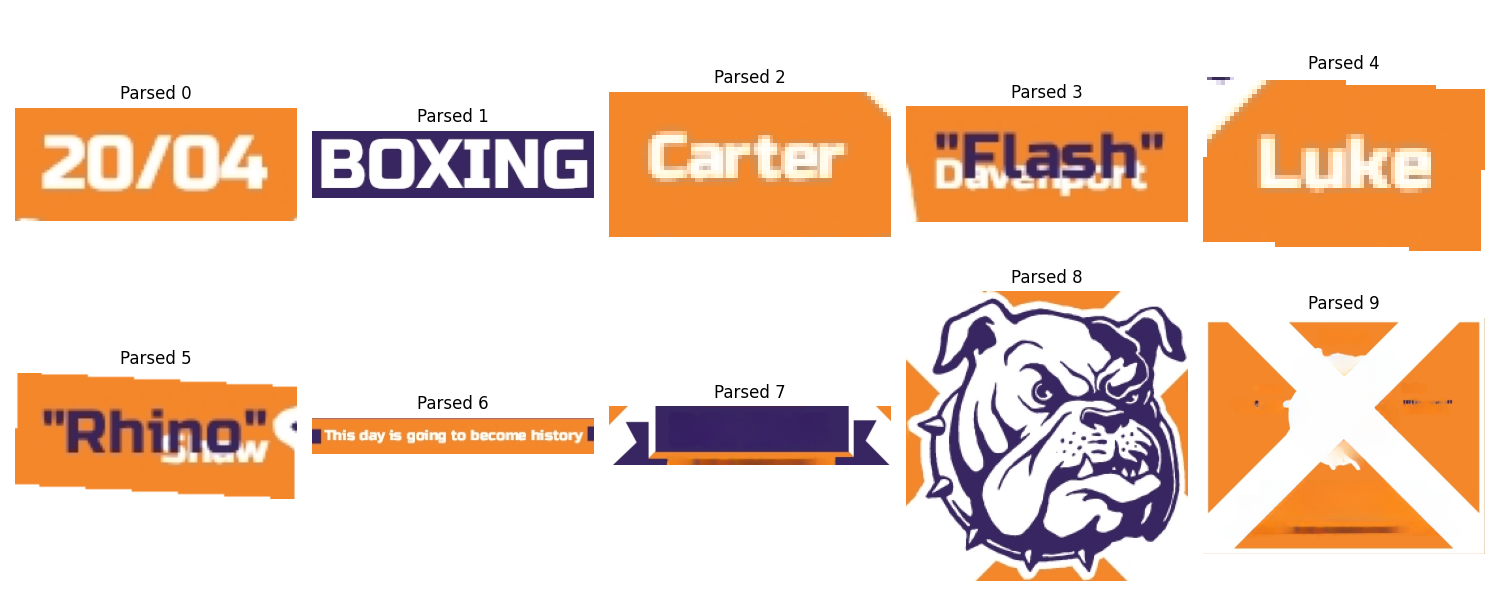 Parsed 0
20/04
Parsed 1
BOXING
Parsed 2
Carter
Parsed 3
"Flash"
Davenport
Parsed 4
Luke
Parsed 5
"Rhino"
Shaw
Parsed 6
This day is going to become history
Parsed 7
Parsed 8
Parsed 9